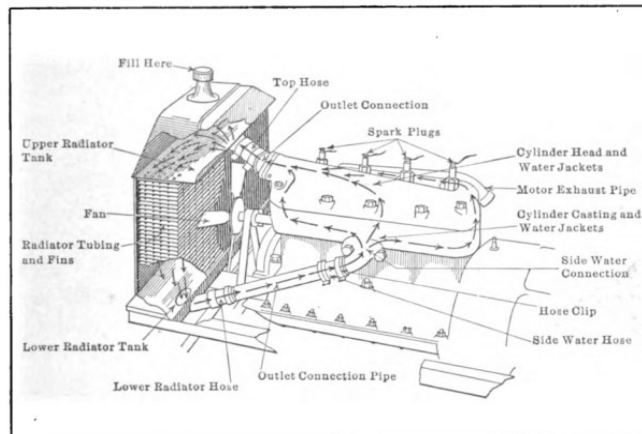 Fill Here
Top Hose
Outlet Connection
Spark Plugs
Upper Radiator
Tank
Cylinder Head and
Water Jackets
Motor Exhaust Pipe
Fan
Cylinder Casting and
Water Jackets
Radiator Tubing
and Fins
Side Water
Connection
Hose Clip
Lower Radiator Tank
Side Water Hose
Outlet Connection Pipe
Lower Radiator Hose